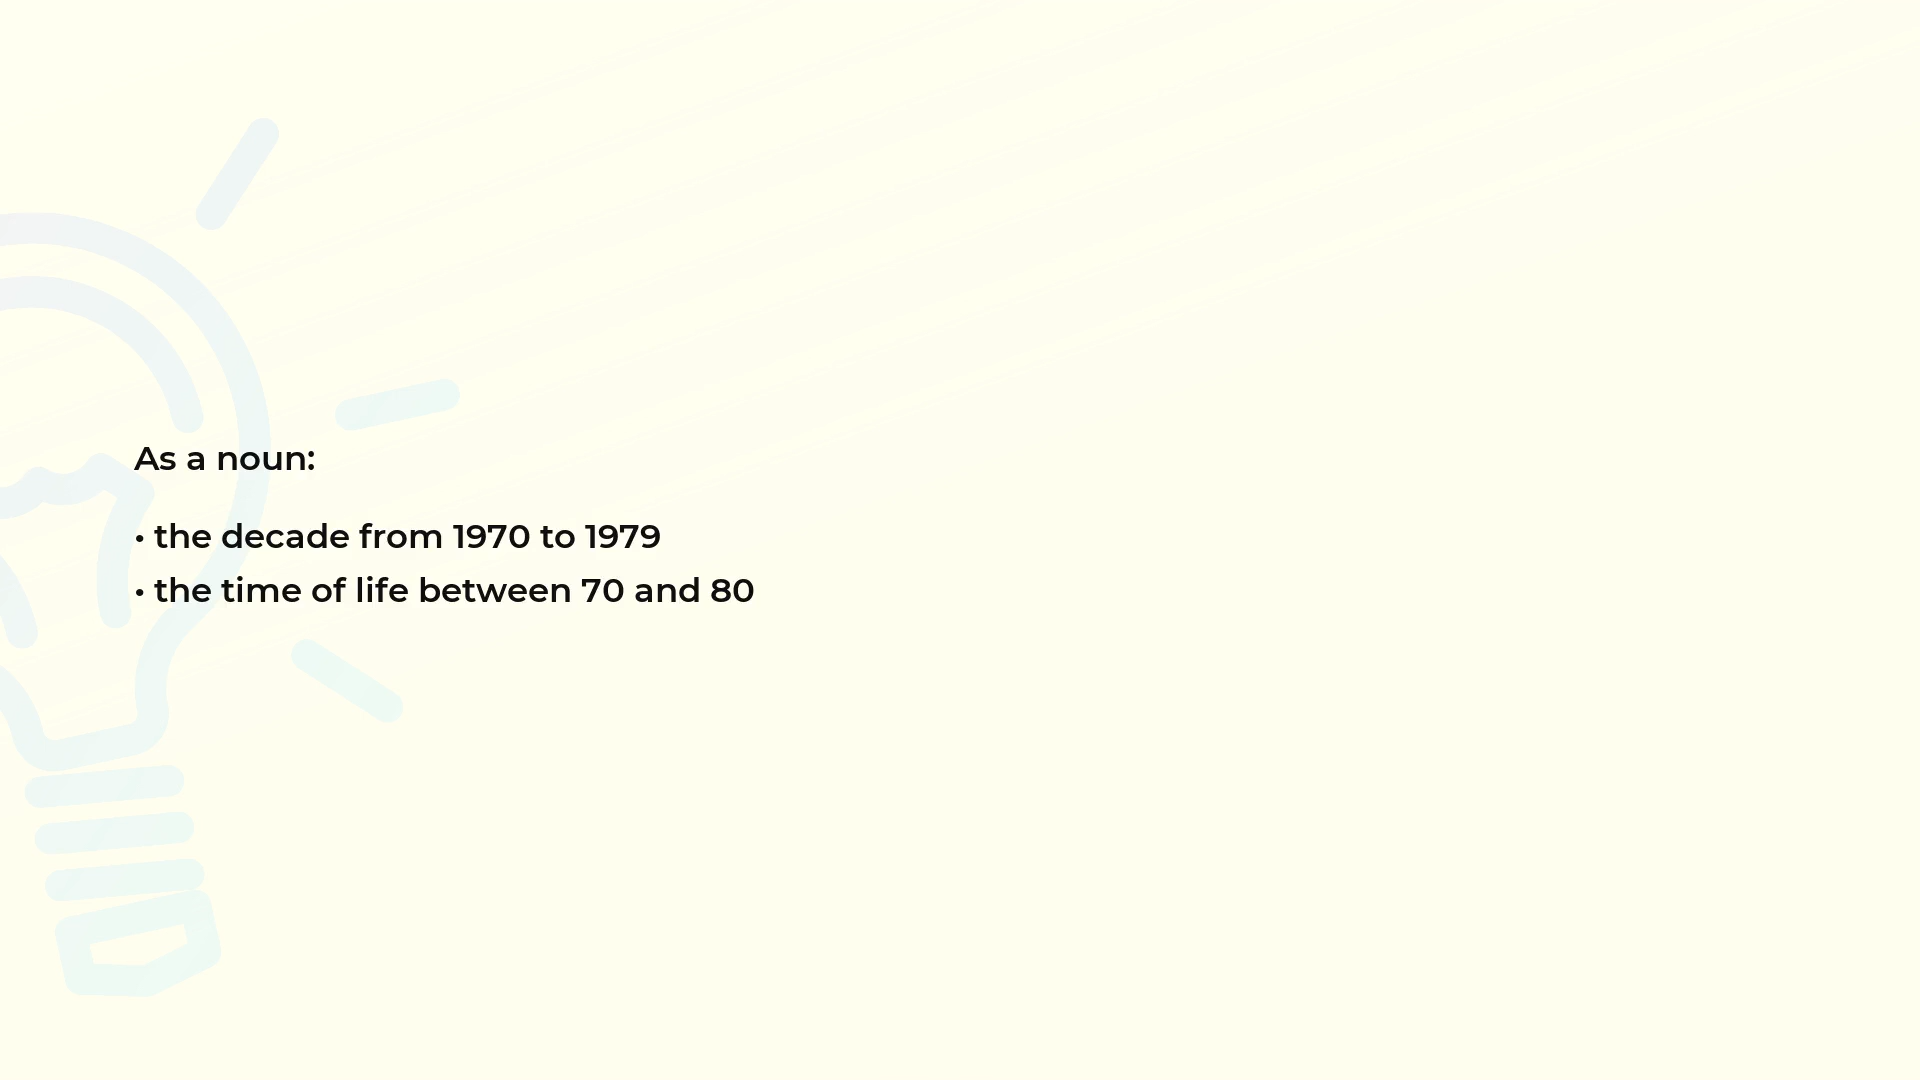 As a noun:
• the decade from 1970 to 1979
• the time of life between 70 and 80